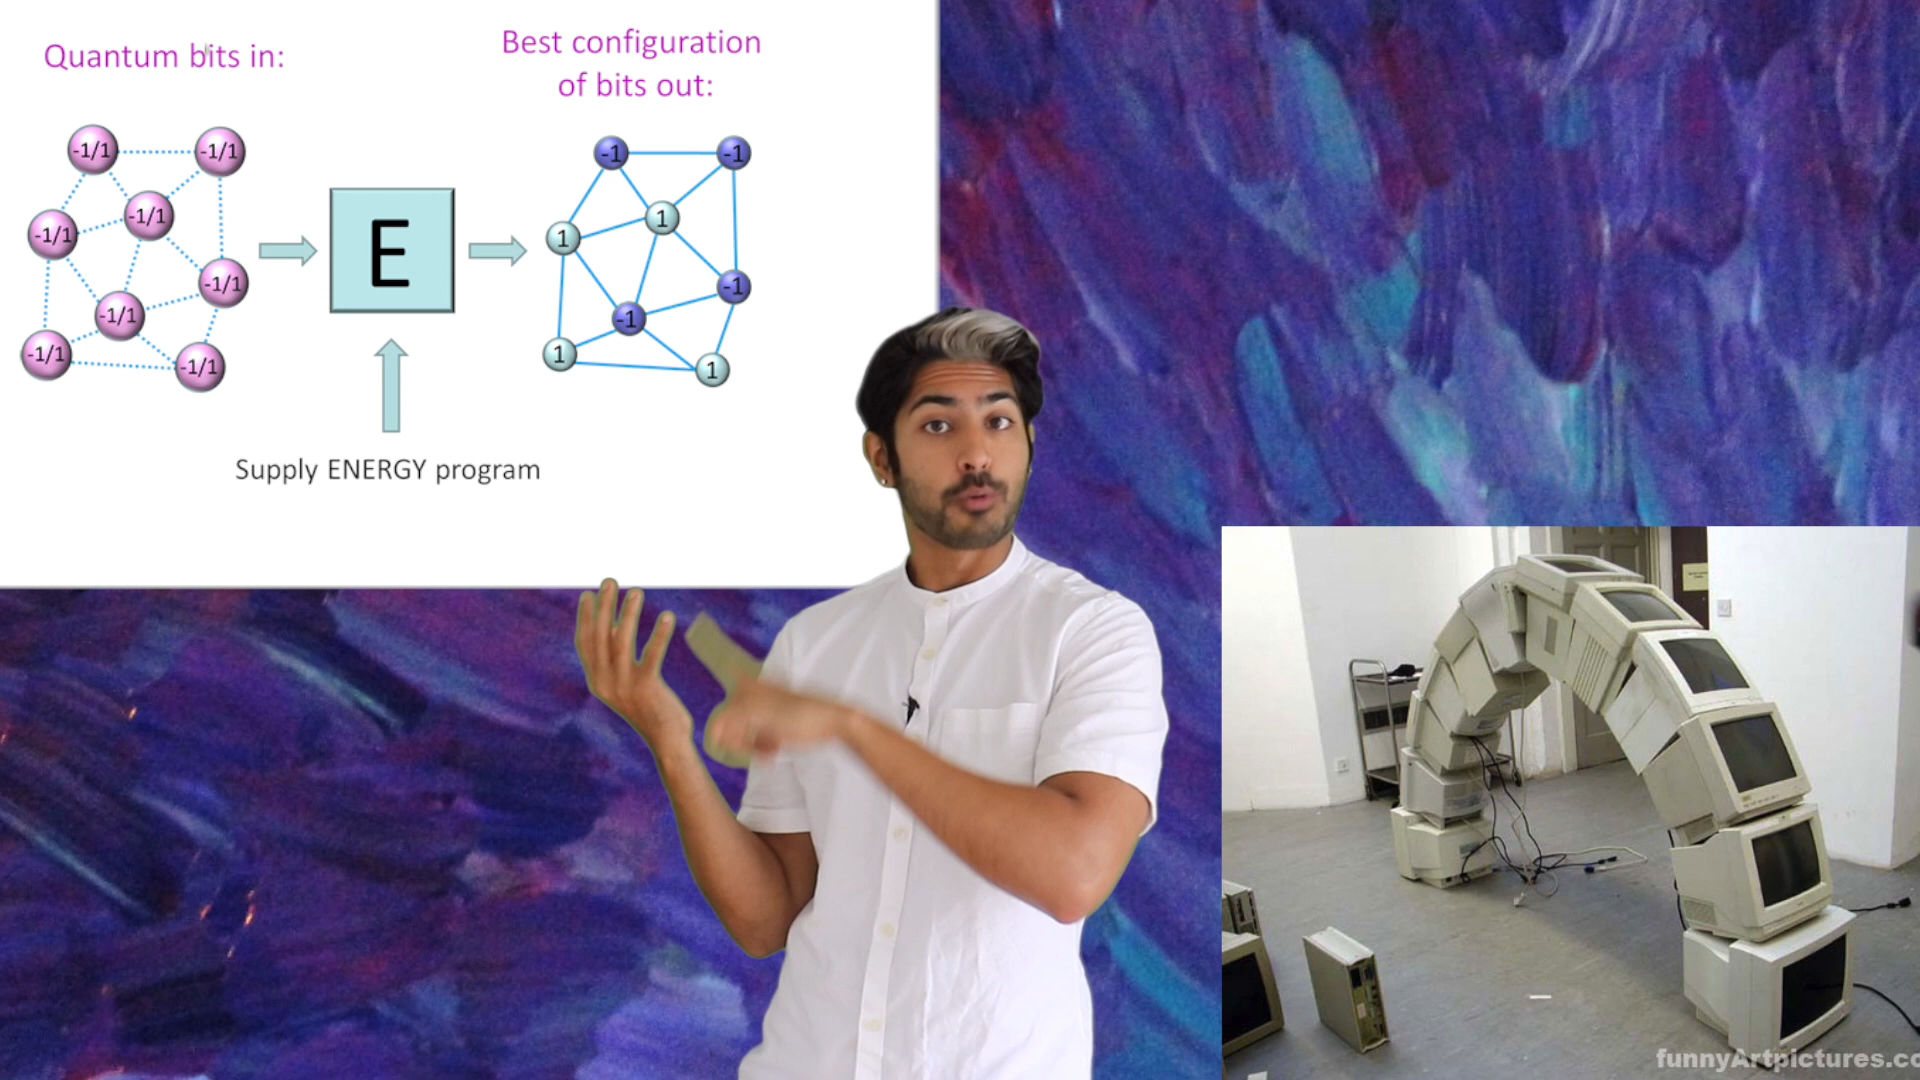 Quantum bits in:
Best configuration
of bits out:
-1/1
-1/1
-1/1
-1/1
-1/1
-1/1
-1/1
-1/1
E
-1
-1
1
1
-1
-1
1
1
Supply ENERGY program
funnyArtpictures.co